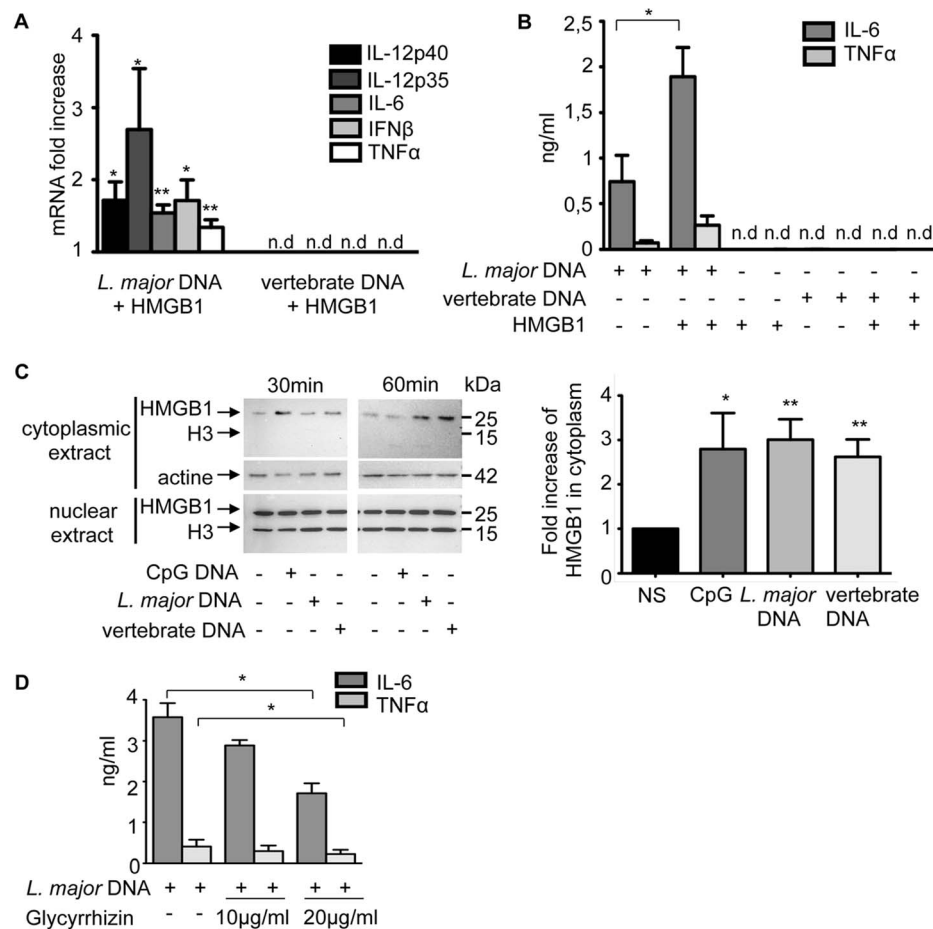 A
mRNA fold increase
4
3
2
1
* * ** * **
n.d n.d n.d n.d
IL-12p40
IL-12p35
IL-6
IFNβ
TNFα
L. major DNA
+ HMGB1
vertebrate DNA
+ HMGB1
B
ng/ml
2,5
2
1,5
1
0,5
0
*
IL-6
TNFα
n.d n.d n.d n.d n.d n.d
L. major DNA + + + + - - - - - -
vertebrate DNA - - - - - - + + + +
HMGB1 - - + + + + - - + +
C
30min 60min kDa
cytoplasmic
extract
HMGB1
H3
25
15
actine
42
nuclear
extract
HMGB1
H3
25
15
CpG DNA - + - - - + - -
L. major DNA - - + - - - + -
vertebrate DNA - - - + - - - +
Fold increase of
HMGB1 in cytoplasm
4
3
2
1
0
* ** **
NS CpG L. major vertebrate
DNA DNA
D
ng/ml
4
3
2
1
0
*
*
IL-6
TNFα
L. major DNA + + + + + +
Glycyrrhizin - - 10µg/ml 20µg/ml